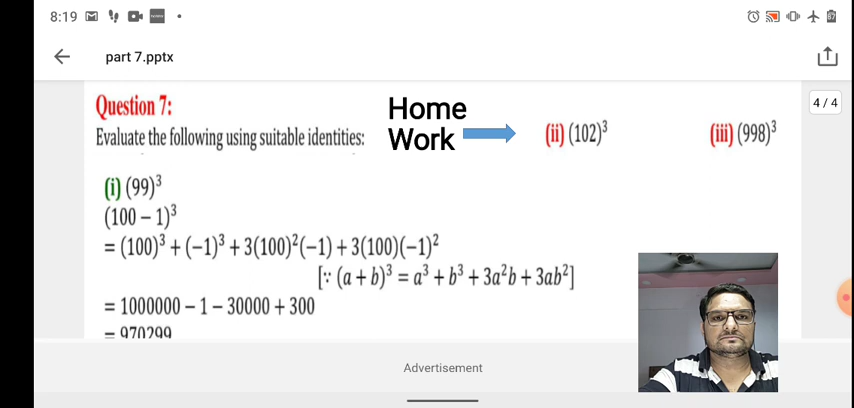 8:19
part 7.pptx
4 / 4
Question 7:
Evaluate the following using suitable identities:
Home
Work
(ii) (102)³
(iii) (998)³
(i) (99)³
(100 – 1)³
= (100)³ + (−1)³ + 3(100)²(−1) + 3(100)(−1)²
[∵ (a + b)³ = a³ + b³ + 3a²b + 3ab²]
= 1000000 – 1 – 30000 + 300
= 970299
Advertisement